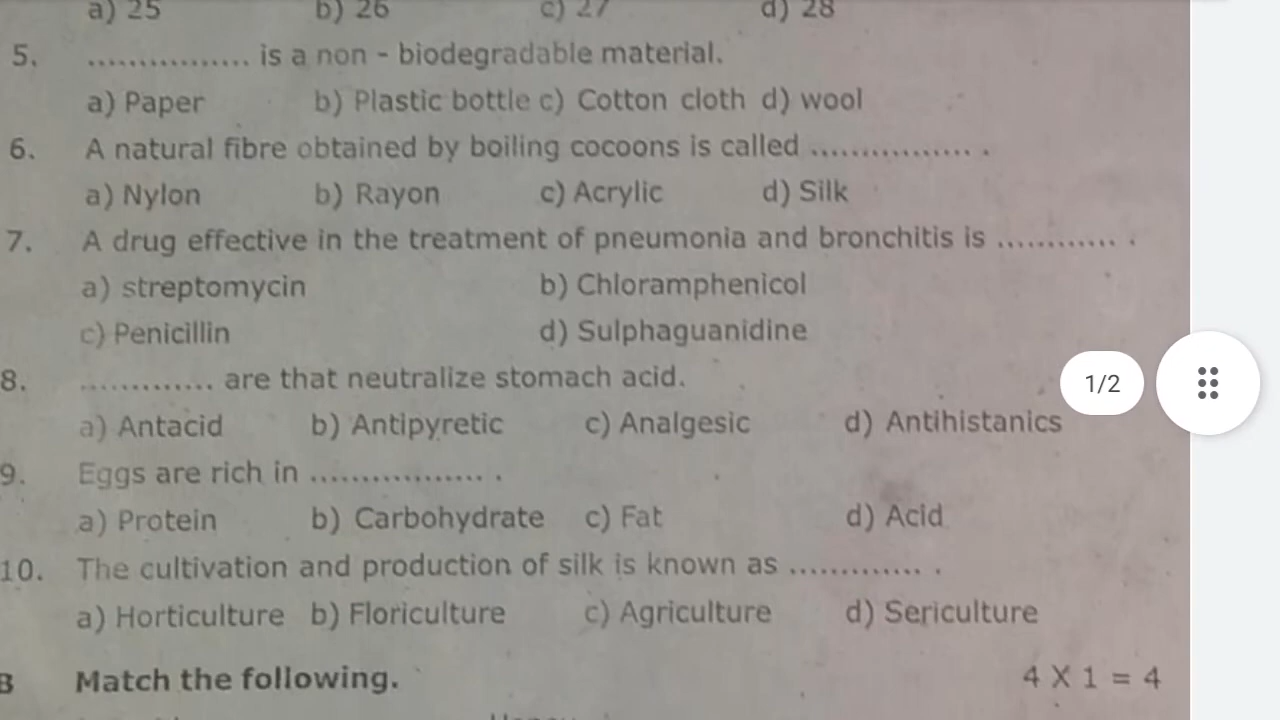 a) 25 b) 26 c) 27 d) 28
5. ................ is a non - biodegradable material.
a) Paper b) Plastic bottle c) Cotton cloth d) wool
6. A natural fibre obtained by boiling cocoons is called ................ .
a) Nylon b) Rayon c) Acrylic d) Silk
7. A drug effective in the treatment of pneumonia and bronchitis is ............ .
a) streptomycin b) Chloramphenicol
c) Penicillin d) Sulphaguanidine
8. ............. are that neutralize stomach acid.
a) Antacid b) Antipyretic c) Analgesic d) Antihistanics
9. Eggs are rich in ................. .
a) Protein b) Carbohydrate c) Fat d) Acid
10. The cultivation and production of silk is known as ............. .
a) Horticulture b) Floriculture c) Agriculture d) Sericulture
B Match the following. 4 X 1 = 4
1/2